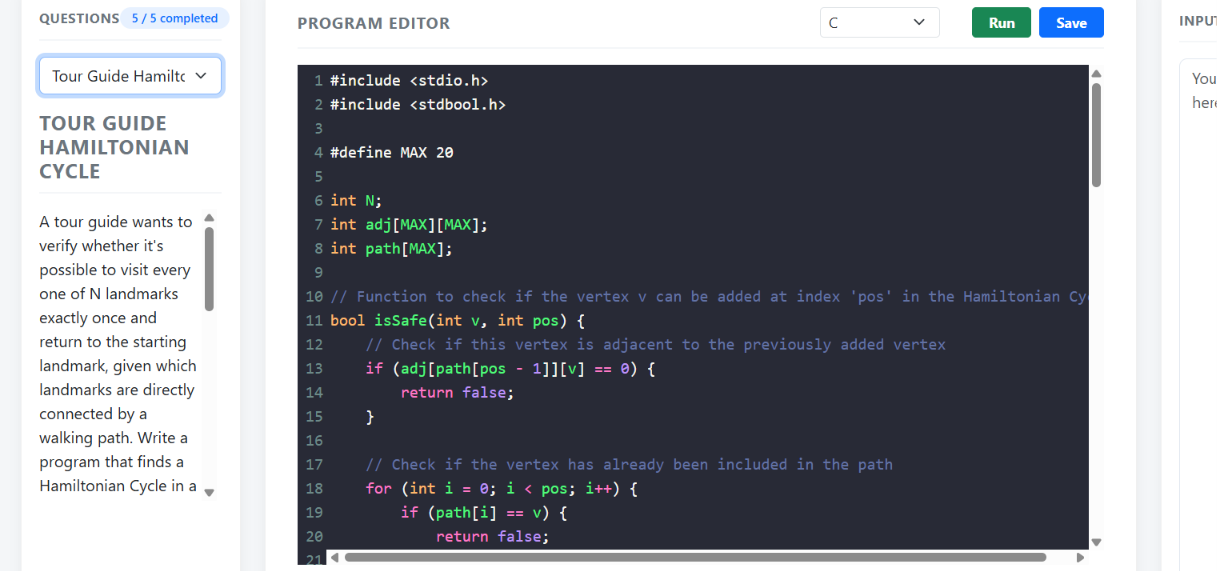 QUESTIONS 5 / 5 completed
Tour Guide Hamilto
TOUR GUIDE
HAMILTONIAN
CYCLE
A tour guide wants to
verify whether it's
possible to visit every
one of N landmarks
exactly once and
return to the starting
landmark, given which
landmarks are directly
connected by a
walking path. Write a
program that finds a
Hamiltonian Cycle in a
PROGRAM EDITOR
C
Run
Save
1 #include <stdio.h>
2 #include <stdbool.h>
3
4 #define MAX 20
5
6 int N;
7 int adj[MAX][MAX];
8 int path[MAX];
9
10 // Function to check if the vertex v can be added at index 'pos' in the Hamiltonian Cy
11 bool isSafe(int v, int pos) {
12     // Check if this vertex is adjacent to the previously added vertex
13     if (adj[path[pos - 1]][v] == 0) {
14         return false;
15     }
16
17     // Check if the vertex has already been included in the path
18     for (int i = 0; i < pos; i++) {
19         if (path[i] == v) {
20             return false;
21
INPUT
You
here